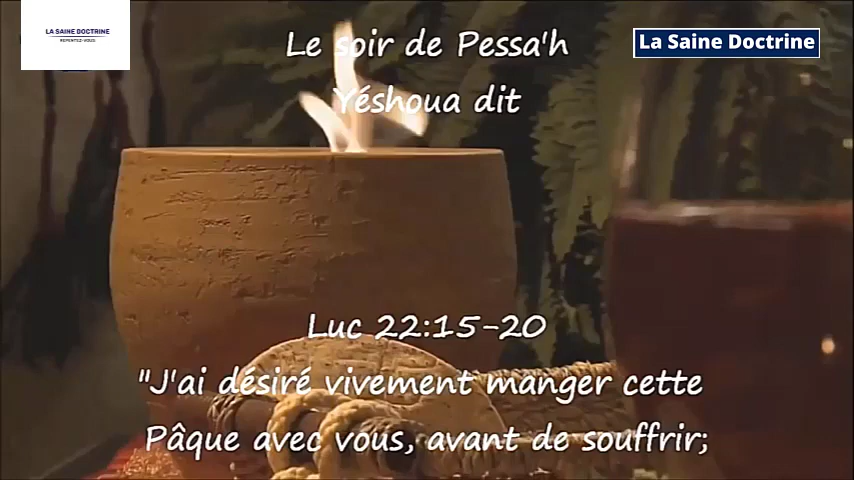 LA SAINE DOCTRINE
REPENTEZ-VOUS
La Saine Doctrine
Le soir de Pessa'h
Yéshoua dit
Luc 22:15-20
"J'ai désiré vivement manger cette
Pâque avec vous, avant de souffrir;